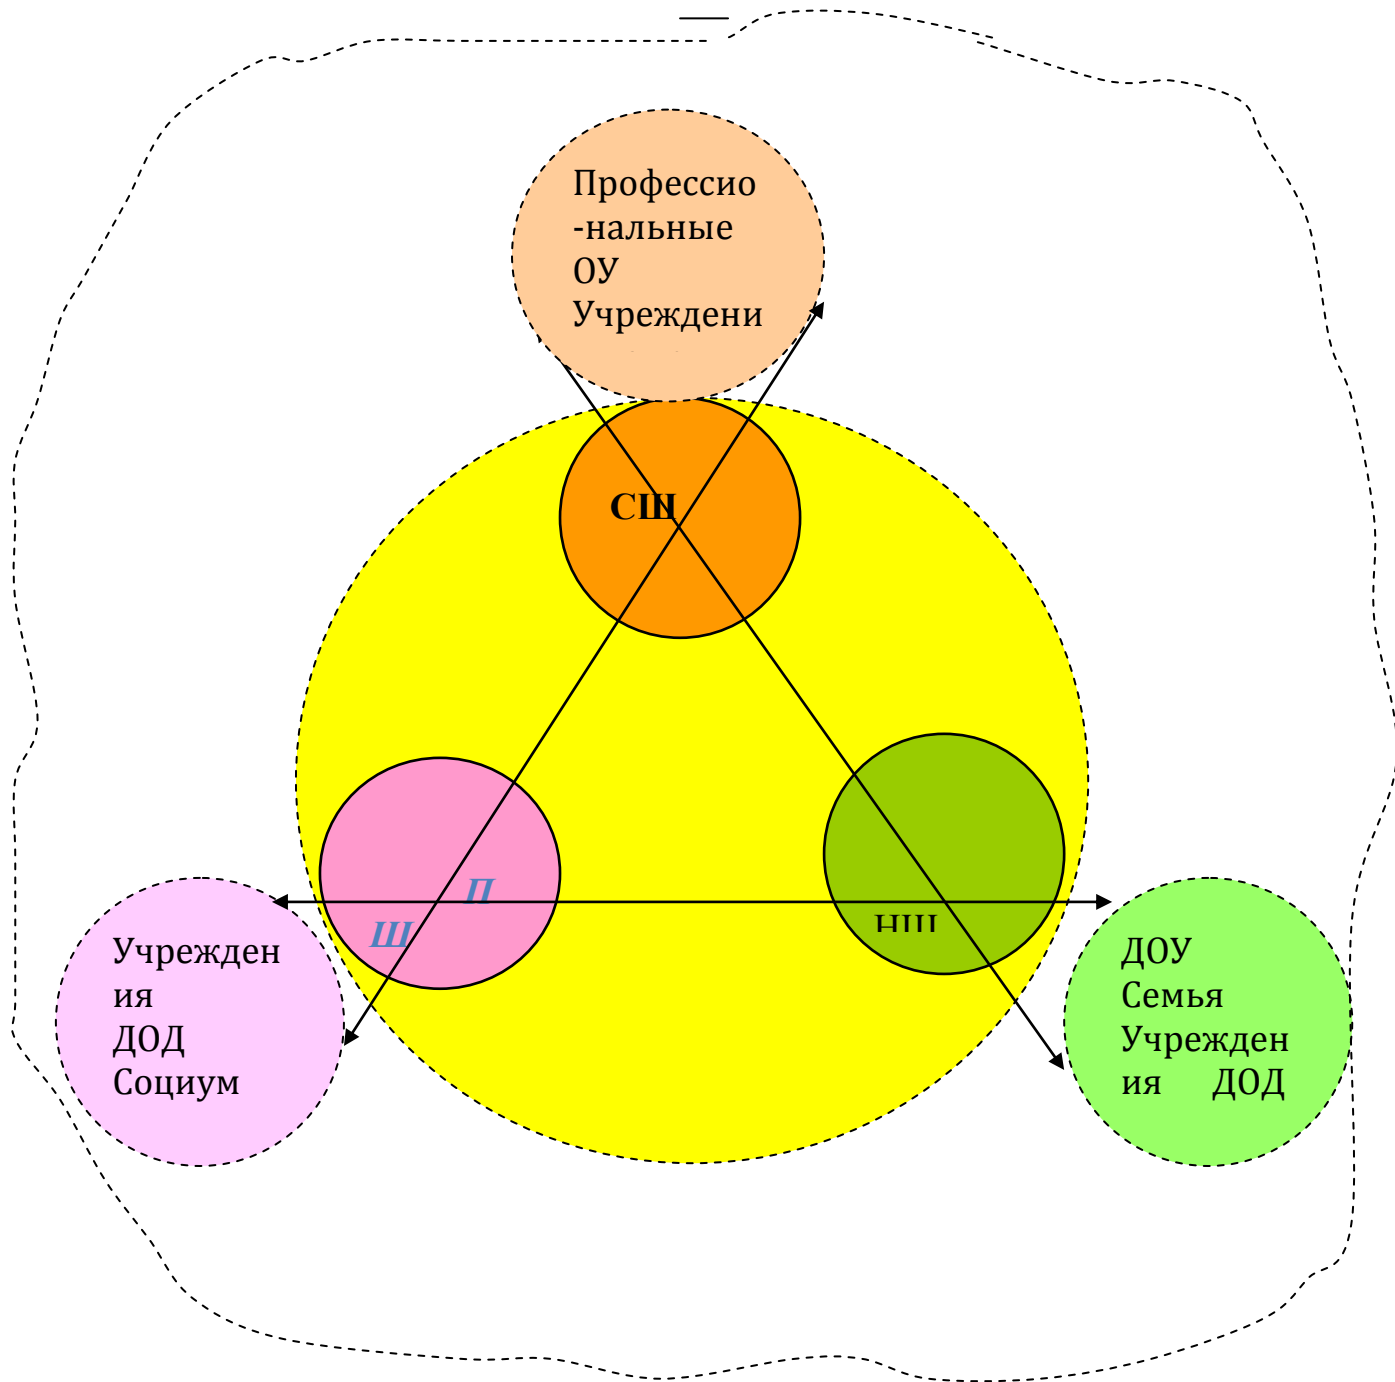 Профессио
-нальные
ОУ
Учреждени
СШ
П
Ш
НШ
Учрежден
ия
ДОД
Социум
ДОУ
Семья
Учрежден
ия ДОД